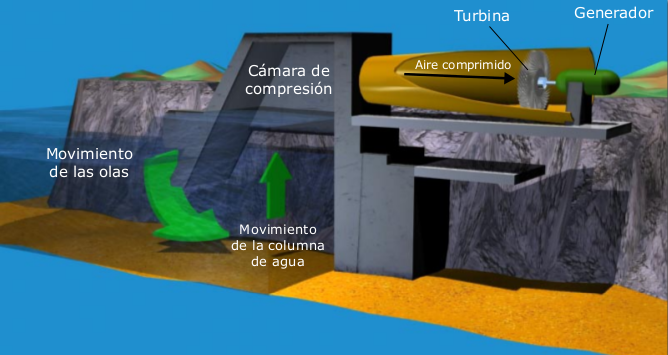 Turbina
Generador
Cámara de
compresión
Aire comprimido
Movimiento
de las olas
Movimiento
de la columna
de agua